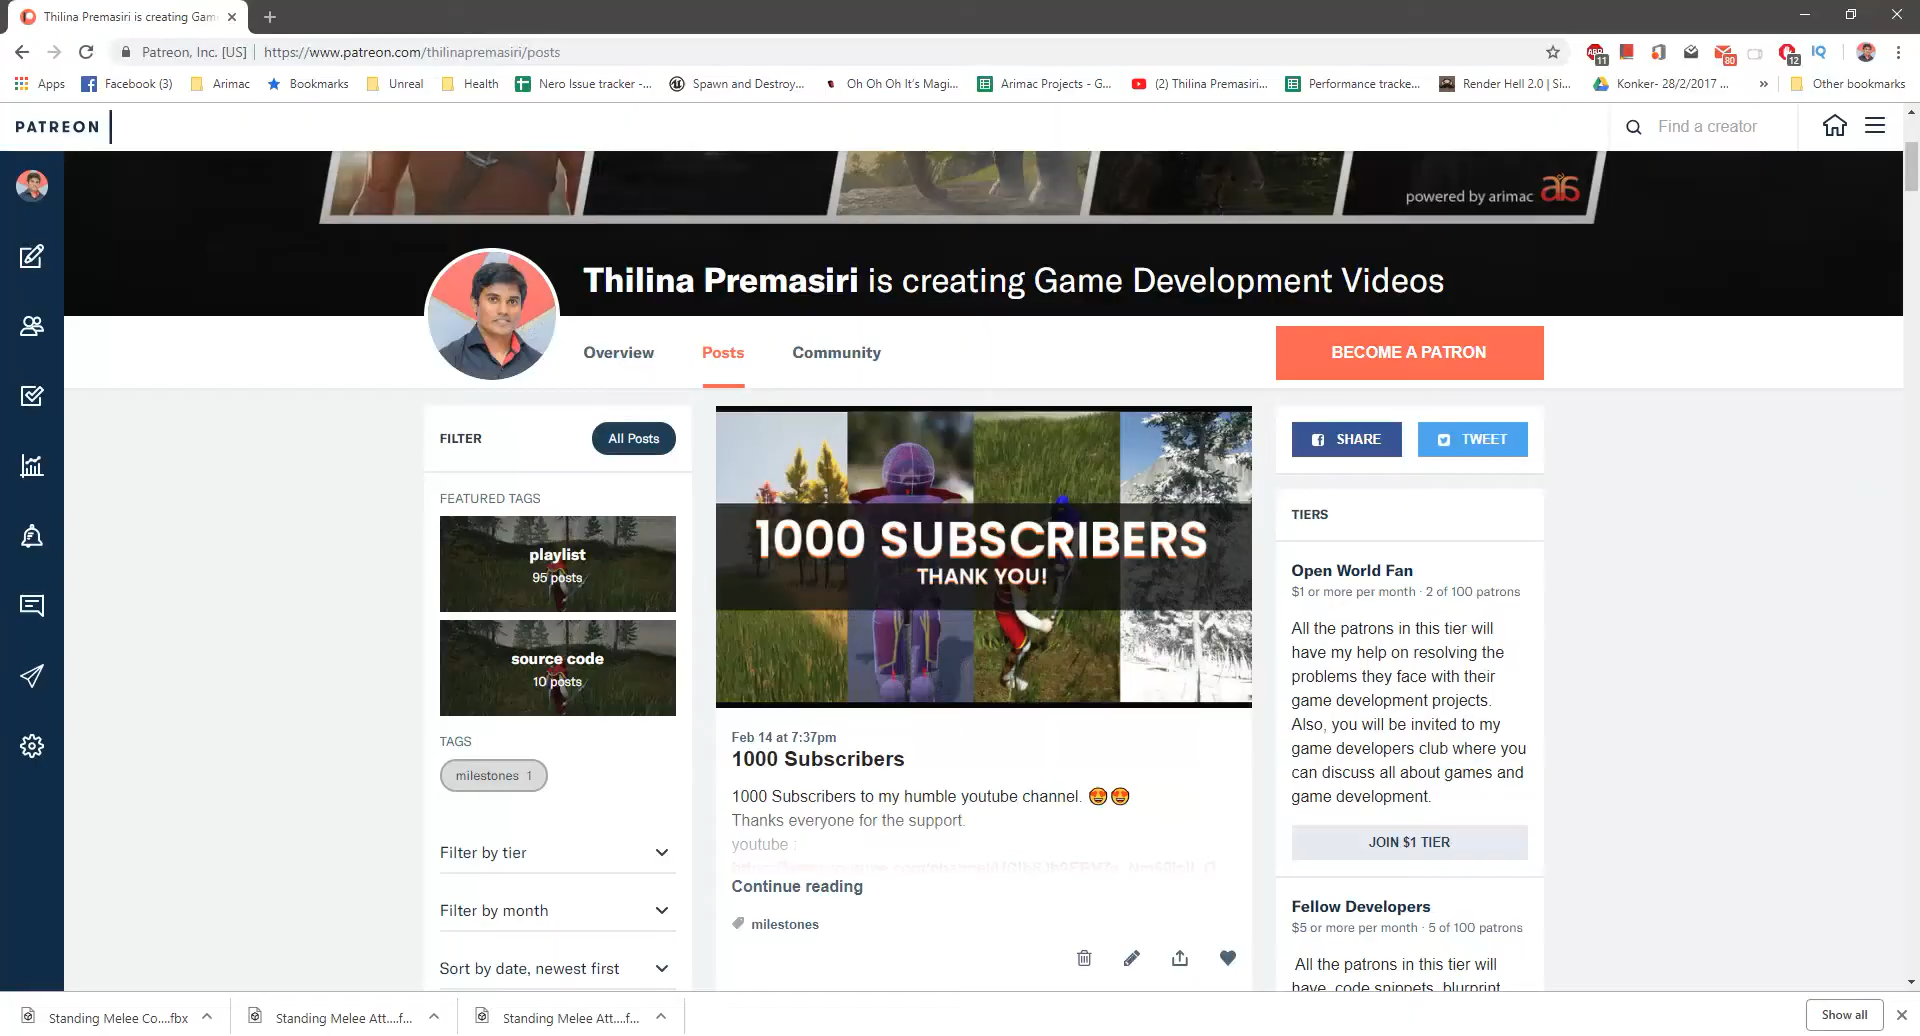 Thilina Premasiri is creating Gam
Patreon, Inc. [US]
https://www.patreon.com/thilinapremasiri/posts
11
80
12
IQ
Apps
Facebook (3)
Arimac
Bookmarks
Unreal
Health
Nero Issue tracker -...
Spawn and Destroy...
Oh Oh Oh It's Magi...
Arimac Projects - G...
(2) Thilina Premasiri...
Performance tracke...
Render Hell 2.0 | Si...
Konker- 28/2/2017 ...
»
Other bookmarks
PATREON
Find a creator
powered by arimac
Thilina Premasiri is creating Game Development Videos
Overview
Posts
Community
BECOME A PATRON
FILTER
All Posts
FEATURED TAGS
playlist
95 posts
source code
10 posts
TAGS
milestones 1
Filter by tier
Filter by month
Sort by date, newest first
1000 SUBSCRIBERS
THANK YOU!
Feb 14 at 7:37pm
1000 Subscribers
1000 Subscribers to my humble youtube channel. 😍😍
Thanks everyone for the support.
youtube :
Continue reading
milestones
SHARE
TWEET
TIERS
Open World Fan
$1 or more per month · 2 of 100 patrons
All the patrons in this tier will
have my help on resolving the
problems they face with their
game development projects.
Also, you will be invited to my
game developers club where you
can discuss all about games and
game development.
JOIN $1 TIER
Fellow Developers
$5 or more per month · 5 of 100 patrons
All the patrons in this tier will
have code snippets, blueprint
Standing Melee Co....fbx
Standing Melee Att....f...
Standing Melee Att....f...
Show all